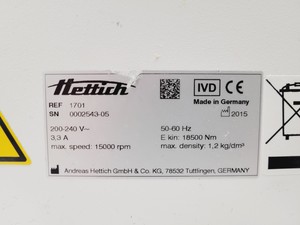 Hettich
IVD CE
REF 1701
SN 0002543-05
Made in Germany
2015
200-240 V~ 50-60 Hz
3.3 A E kin: 18500 Nm
max. speed: 15000 rpm max. density: 1,2 kg/dm³
Andreas Hettich GmbH & Co. KG, 78532 Tuttlingen, GERMANY